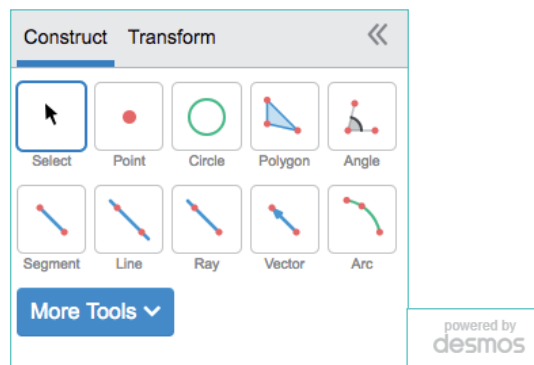 Construct Transform
Select Point Circle Polygon Angle
Segment Line Ray Vector Arc
More Tools
powered by
desmos